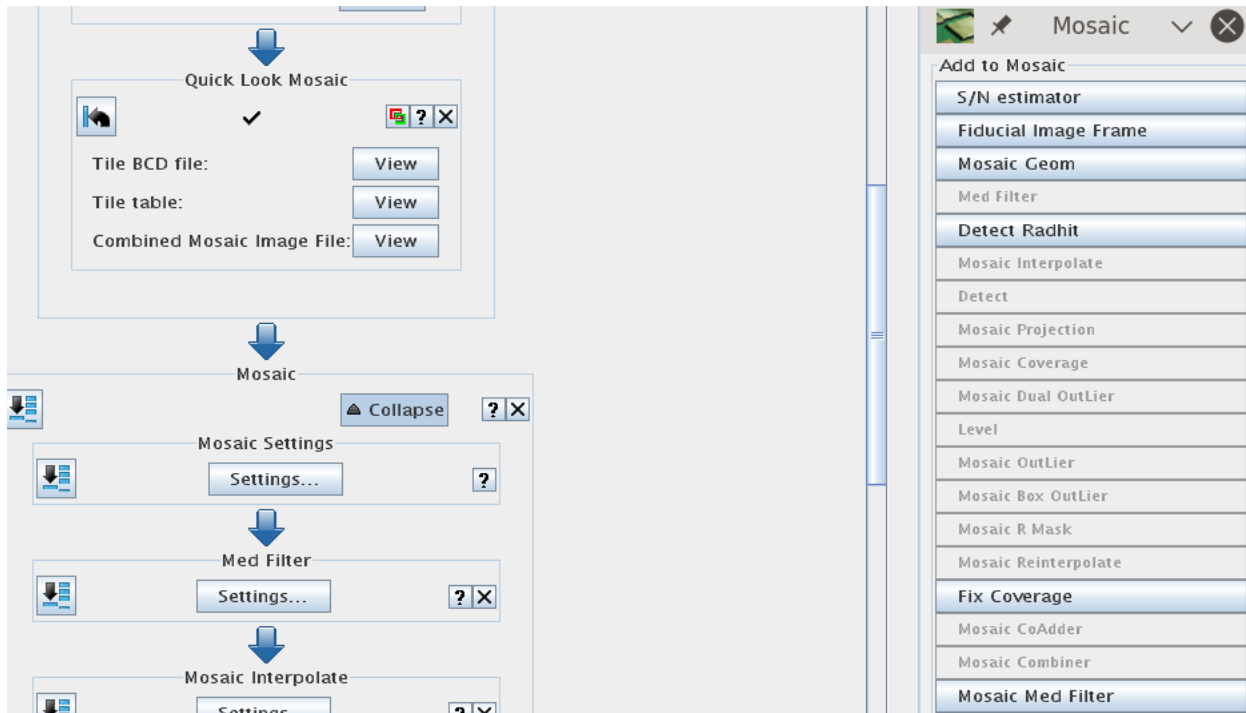 Quick Look Mosaic
?
Tile BCD file: View
Tile table: View
Combined Mosaic Image File: View
Mosaic
Collapse ?
Mosaic Settings
Settings... ?
Med Filter
Settings... ?
Mosaic Interpolate
Settings... ?
Mosaic
Add to Mosaic
S/N estimator
Fiducial Image Frame
Mosaic Geom
Med Filter
Detect Radhit
Mosaic Interpolate
Detect
Mosaic Projection
Mosaic Coverage
Mosaic Dual OutLier
Level
Mosaic OutLier
Mosaic Box OutLier
Mosaic R Mask
Mosaic Reinterpolate
Fix Coverage
Mosaic CoAdder
Mosaic Combiner
Mosaic Med Filter